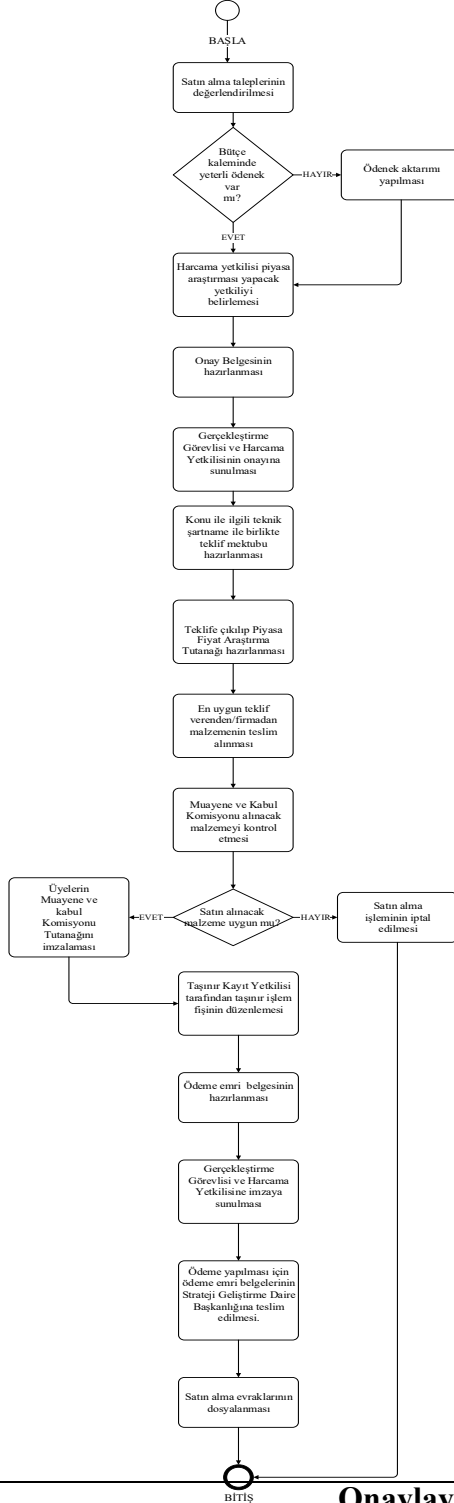 BAŞLA
Satın alma taleplerinin
değerlendirilmesi
Bütçe
kaleminde
yeterli ödenek
var
mı?
HAYIR
Ödenek aktarımı
yapılması
EVET
Harcama yetkilisi piyasa
araştırması yapacak
yetkiliyi
belirlemesi
Onay Belgesinin
hazırlanması
Gerçekleştirme
Görevlisi ve Harcama
Yetkilisinin onayına
sunulması
Konu ile ilgili teknik
şartname ile birlikte
teklif mektubu
hazırlanması
Teklife çıkılıp Piyasa
Fiyat Araştırma
Tutanağı hazırlanması
En uygun teklif
verenden/firmadan
malzemenin teslim
alınması
Muayene ve Kabul
Komisyonu alınacak
malzemeyi kontrol
etmesi
Üyelerin
Muayene ve
kabul
Komisyonu
Tutanağını
imzalaması
EVET
Satın alınacak
malzeme uygun mu?
HAYIR
Satın alma
işleminin iptal
edilmesi
Taşınır Kayıt Yetkilisi
tarafından taşınır işlem
fişinin düzenlemesi
Ödeme emri belgesinin
hazırlanması
Gerçekleştirme
Görevlisi ve Harcama
Yetkilisine imzaya
sunulması
Ödeme yapılması için
ödeme emri belgelerinin
Strateji Geliştirme Daire
Başkanlığına teslim
edilmesi.
Satın alma evraklarının
dosyalanması
BİTİŞ
Onaylay